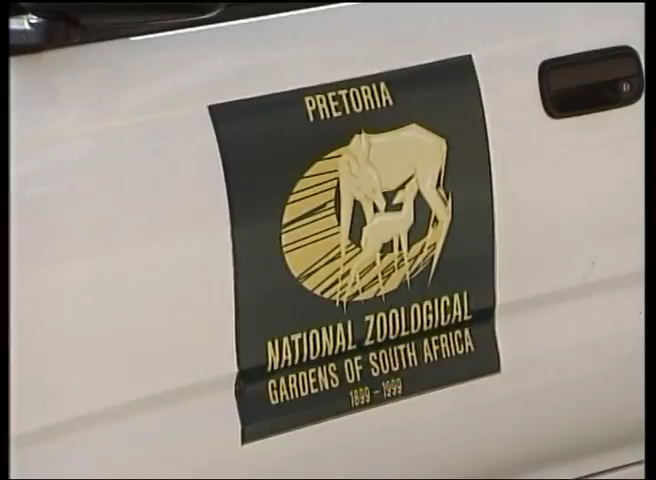 PRETORIA
NATIONAL ZOOLOGICAL
GARDENS OF SOUTH AFRICA
1899 - 1999